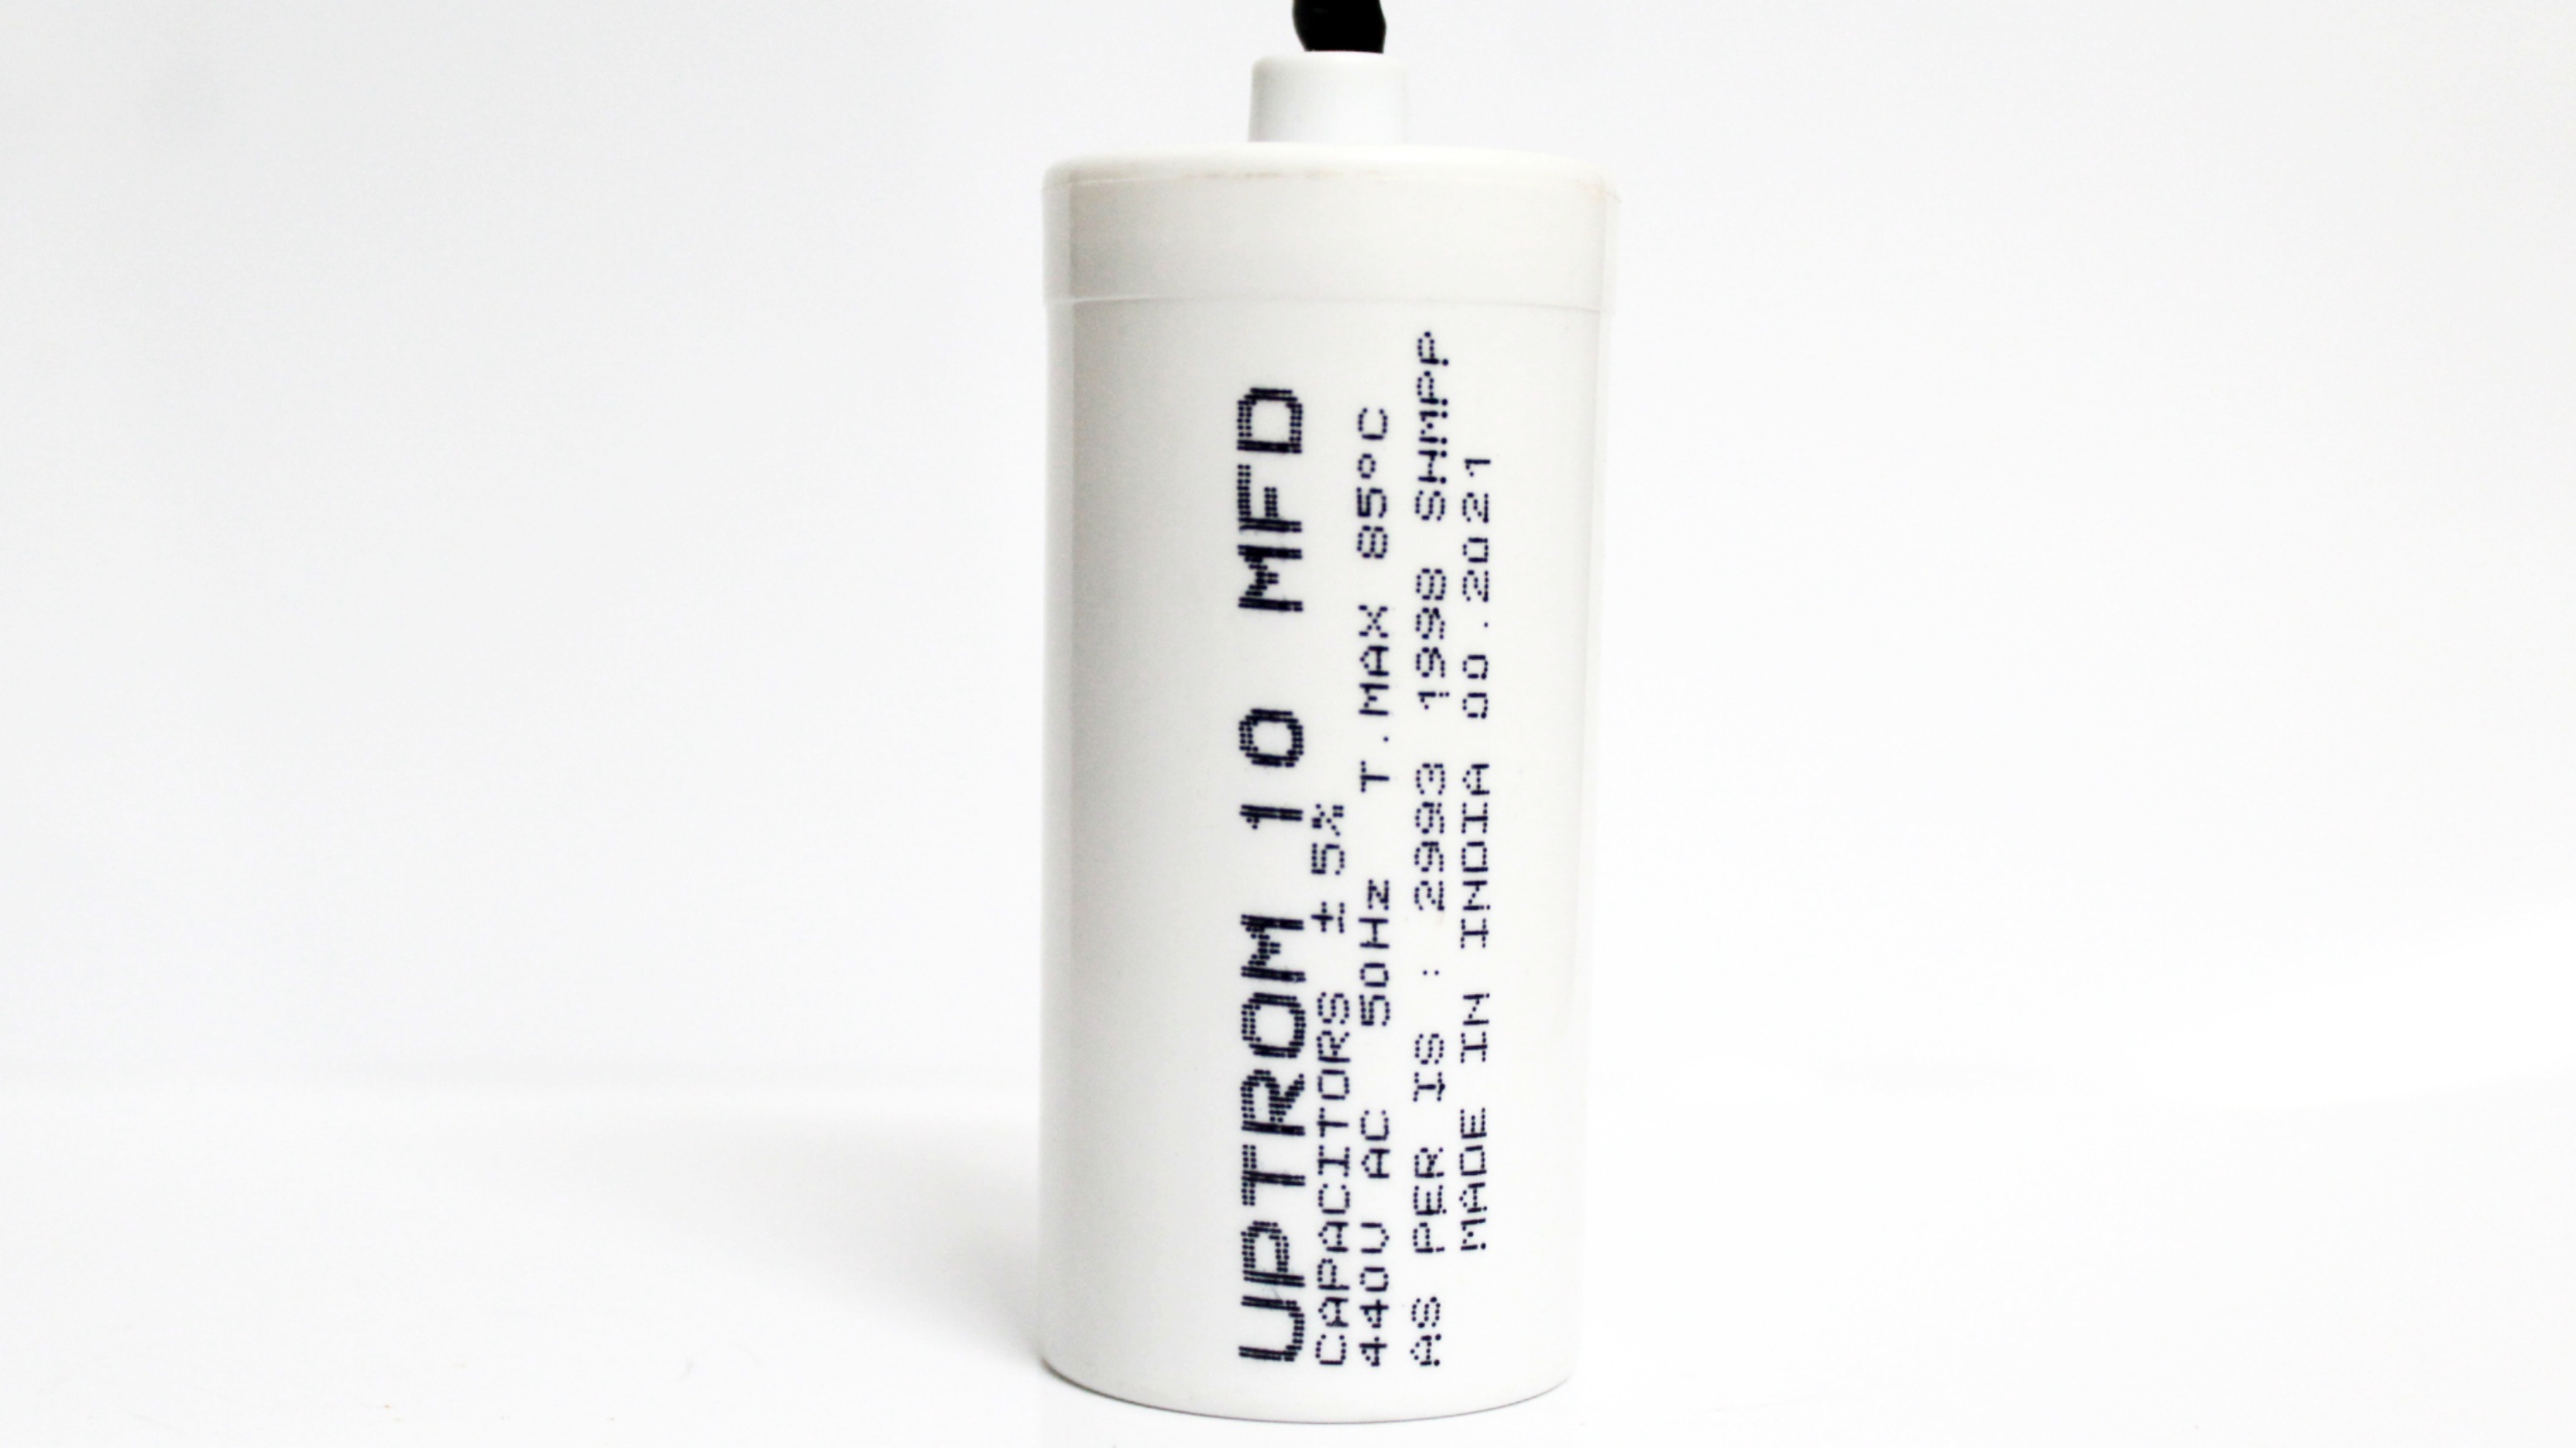 UPTROM 10 MFD
CAPACITORS ± 5%
440V AC 50Hz T.MAX 85°C
AS PER IS : 2993 1998 SHMPP
MADE IN INDIA 00.2021